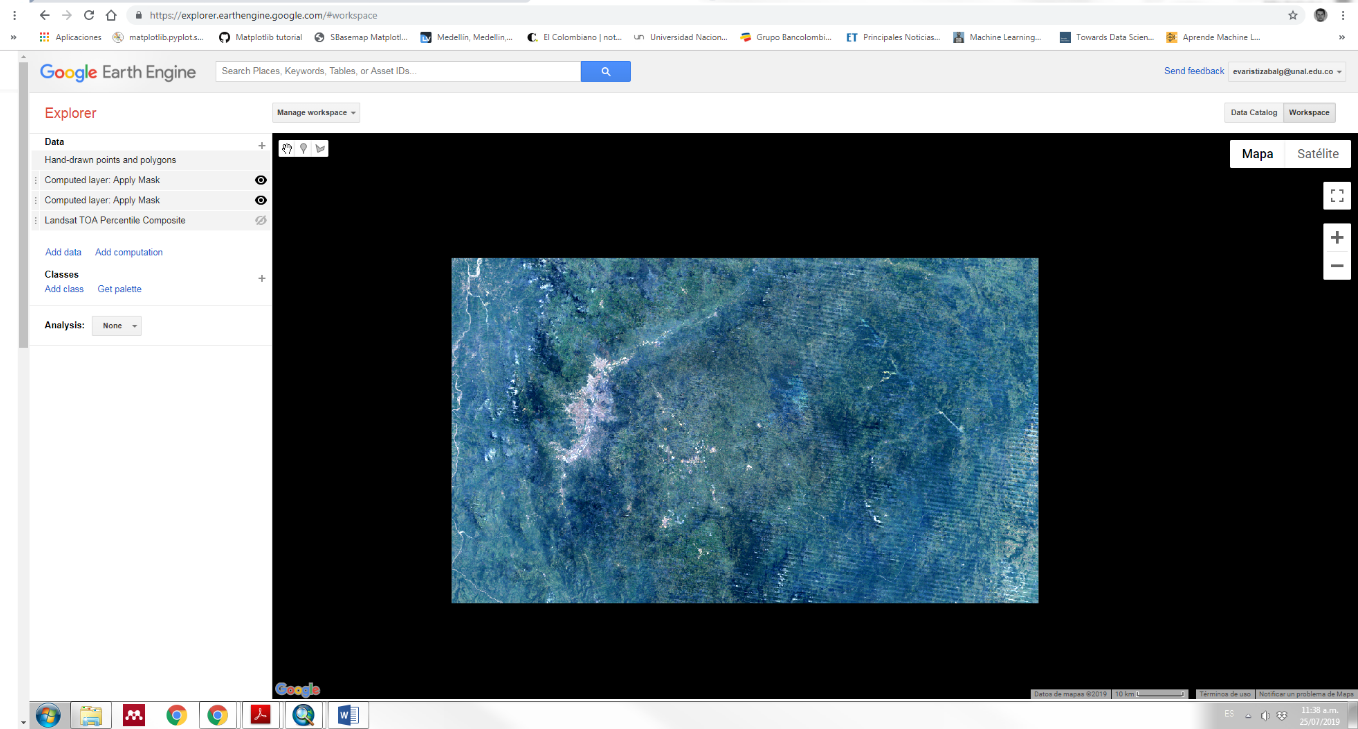 https://explorer.earthengine.google.com/#workspace
Aplicaciones matplotlib.pyplot.s... Matplotlib tutorial SBasemap Matplotl... Medellín, Medellín,... El Colombiano | not... Universidad Nacion... Grupo Bancolombi... Principales Noticias... Machine Learning... Towards Data Scien... Aprende Machine L...
Google Earth Engine Search Places, Keywords, Tables, or Asset IDs... Send feedback evaristizabalg@unal.edu.co
Explorer Manage workspace Data Catalog Workspace
Data
Hand-drawn points and polygons
Computed layer: Apply Mask
Computed layer: Apply Mask
Landsat TOA Percentile Composite
Add data Add computation
Classes
Add class Get palette
Analysis: None
Mapa Satélite
Google Datos de mapas ©2019 10 km Términos de uso Notificar un problema de Maps
ES 11:38 a.m.
25/07/2019